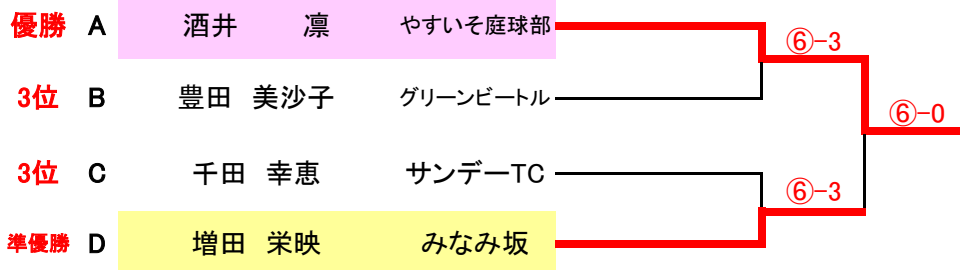 優勝 A 酒井 凛 やすいそ庭球部
⑥-3
3位 B 豊田 美沙子 グリーンビートル
⑥-0
3位 C 千田 幸恵 サンデーTC
⑥-3
準優勝 D 増田 栄映 みなみ坂